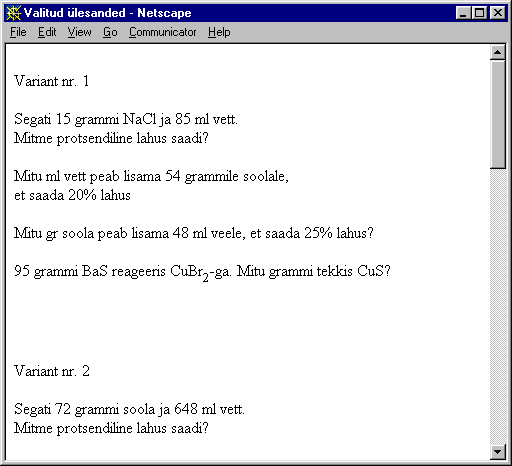 Valitud ülesanded - Netscape
File Edit View Go Communicator Help
Variant nr. 1
Segati 15 grammi NaCl ja 85 ml vett.
Mitme protsendiline lahus saadi?
Mitu ml vett peab lisama 54 grammile soolale,
et saada 20% lahus
Mitu gr soola peab lisama 48 ml veele, et saada 25% lahus?
95 grammi BaS reageeris CuBr₂-ga. Mitu grammi tekkis CuS?
Variant nr. 2
Segati 72 grammi soola ja 648 ml vett.
Mitme protsendiline lahus saadi?